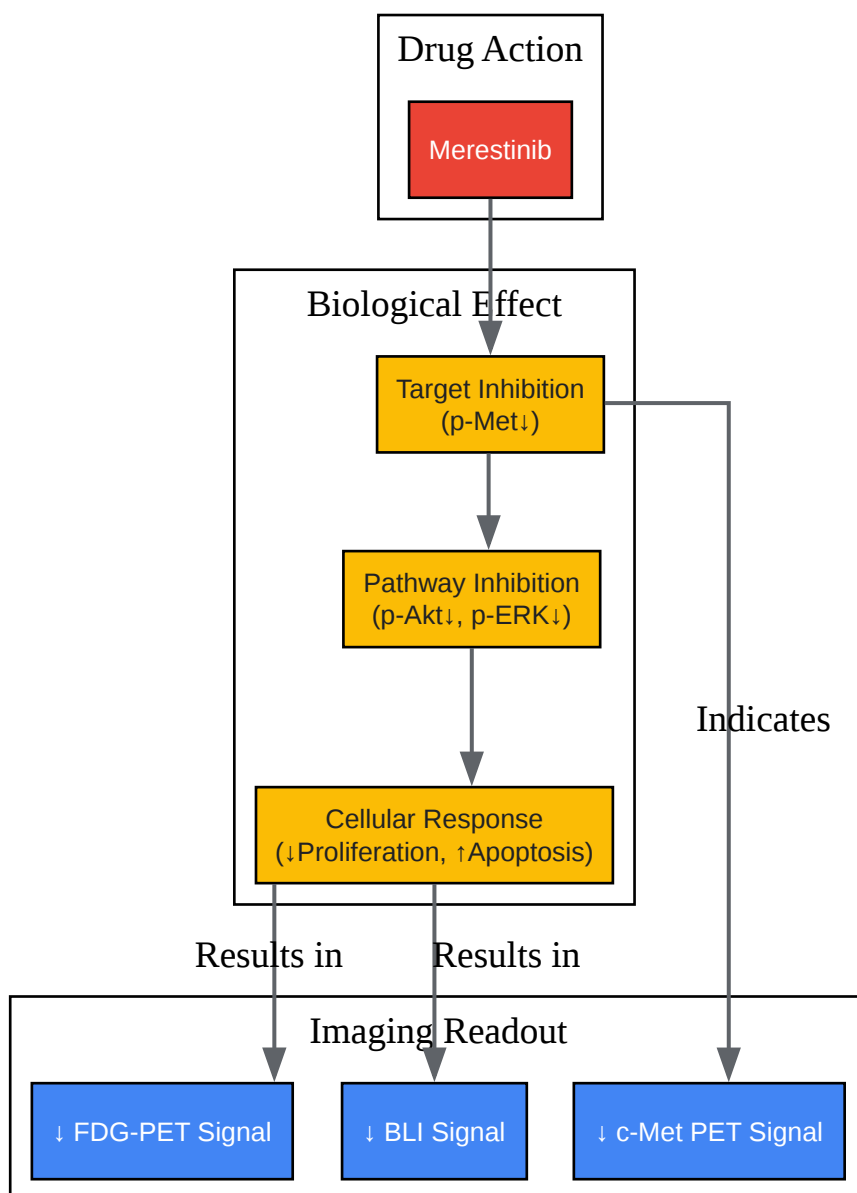 Drug Action
Merestinib
Biological Effect
Target Inhibition
(p-Met↓)
Pathway Inhibition
(p-Akt↓, p-ERK↓)
Indicates
Cellular Response
(↓Proliferation, ↑Apoptosis)
Results in
Results in
Imaging Readout
↓ FDG-PET Signal
↓ BLI Signal
↓ c-Met PET Signal